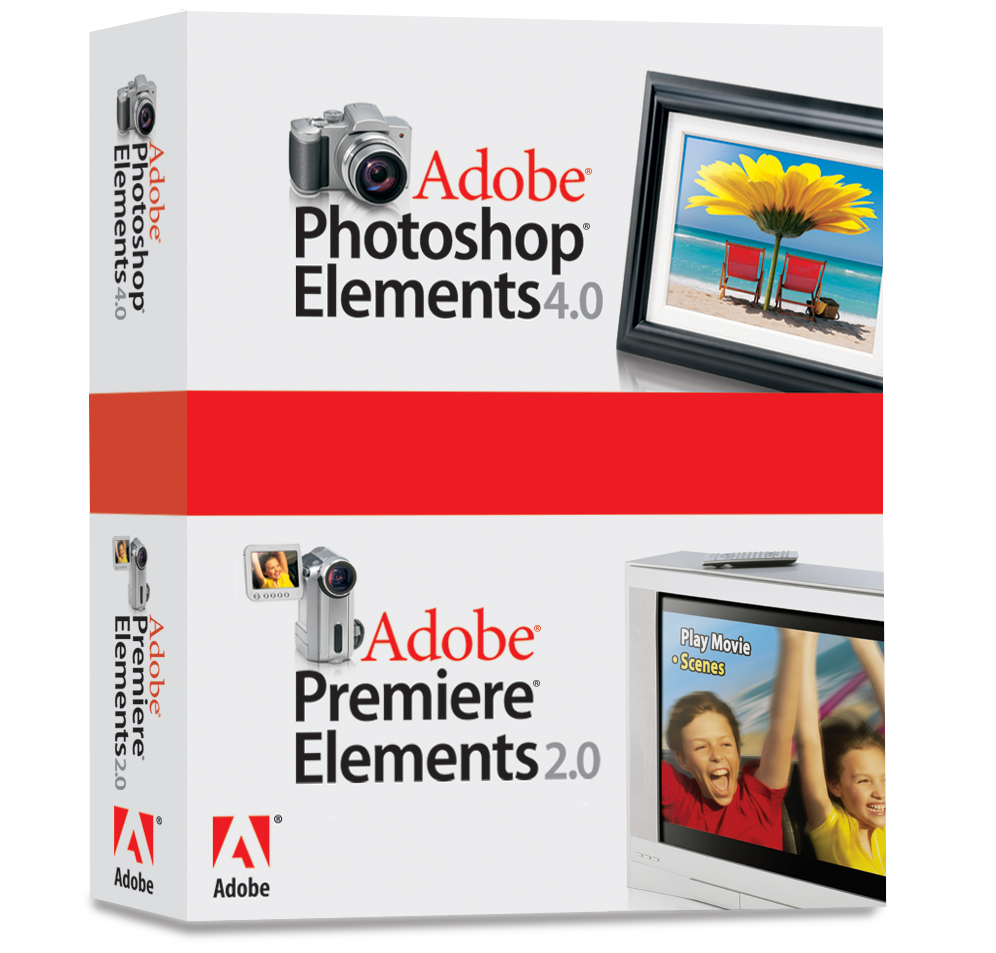 Adobe®
Photoshop®
Elements 4.0
Adobe®
Photoshop®
Elements 4.0
Play Movie
• Scenes
Adobe®
Premiere®
Elements 2.0
Adobe®
Premiere®
Elements 2.0
®
Adobe
®
Adobe